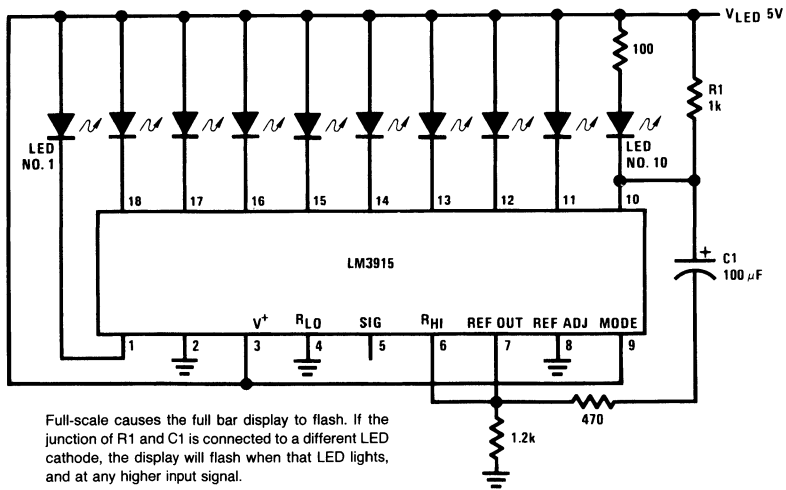 V_LED 5V
100
R1
1k
LED
NO. 1
LED
NO. 10
18 17 16 15 14 13 12 11 10
LM3915
C1
100 μF
V+ R_LO SIG R_HI REF OUT REF ADJ MODE
1 2 3 4 5 6 7 8 9
470
1.2k
Full-scale causes the full bar display to flash. If the
junction of R1 and C1 is connected to a different LED
cathode, the display will flash when that LED lights,
and at any higher input signal.